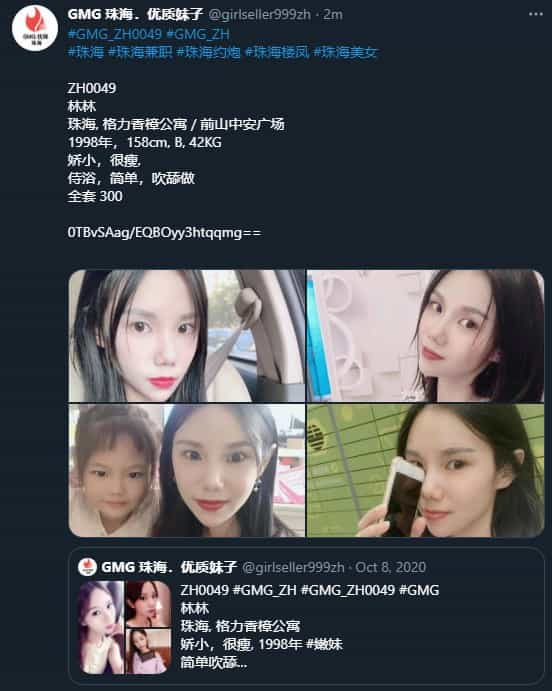 GMG 珠海．优质妹子 @girlseller999zh · 2m
#GMG_ZH0049 #GMG_ZH
#珠海 #珠海兼职 #珠海约炮 #珠海楼凤 #珠海美女
ZH0049
林林
珠海, 格力香樟公寓 / 前山中安广场
1998年，158cm, B, 42KG
娇小，很瘦,
侍浴，简单，吹舔做
全套 300
0TBvSAag/EQBOyy3htqqmg==
GMG 珠海．优质妹子 @girlseller999zh · Oct 8, 2020
ZH0049 #GMG_ZH #GMG_ZH0049 #GMG
林林
珠海, 格力香樟公寓
娇小，很瘦, 1998年 #嫩妹
简单吹舔...